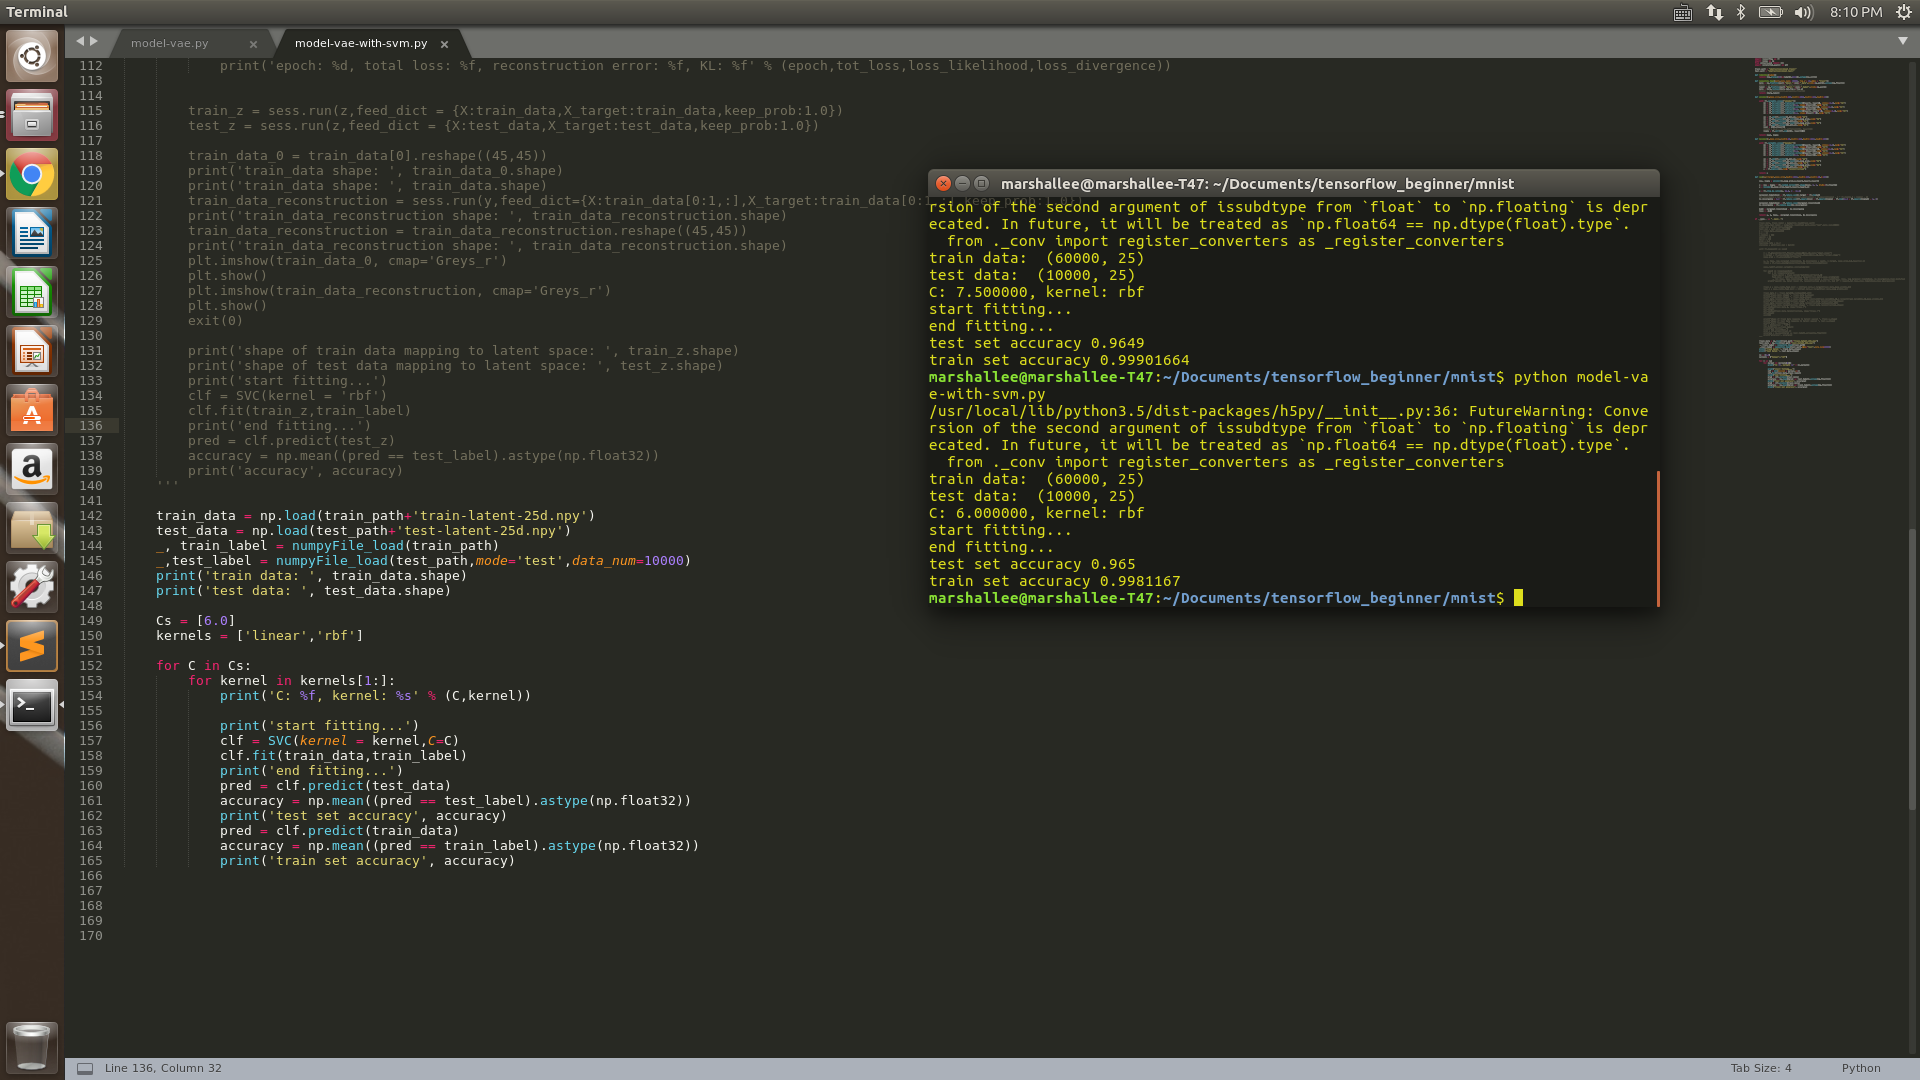 Terminal
8:10 PM
model-vae.py
model-vae-with-svm.py
112 print('epoch: %d, total loss: %f, reconstruction error: %f, KL: %f' % (epoch,tot_loss,loss_likelihood,loss_divergence))
113
114
115 train_z = sess.run(z,feed_dict = {X:train_data,X_target:train_data,keep_prob:1.0})
116 test_z = sess.run(z,feed_dict = {X:test_data,X_target:test_data,keep_prob:1.0})
117
118 train_data_0 = train_data[0].reshape((45,45))
119 print('train_data shape: ', train_data_0.shape)
120 print('train_data shape: ', train_data.shape)
121 train_data_reconstruction = sess.run(y,feed_dict={X:train_data[0:1,:],X_target:train_data[0:1
122 print('train_data_reconstruction shape: ', train_data_reconstruction.shape)
123 train_data_reconstruction = train_data_reconstruction.reshape((45,45))
124 print('train_data_reconstruction shape: ', train_data_reconstruction.shape)
125 plt.imshow(train_data_0, cmap='Greys_r')
126 plt.show()
127 plt.imshow(train_data_reconstruction, cmap='Greys_r')
128 plt.show()
129 exit(0)
130
131 print('shape of train data mapping to latent space: ', train_z.shape)
132 print('shape of test data mapping to latent space: ', test_z.shape)
133 print('start fitting...')
134 clf = SVC(kernel = 'rbf')
135 clf.fit(train_z,train_label)
136 print('end fitting...')
137 pred = clf.predict(test_z)
138 accuracy = np.mean((pred == test_label).astype(np.float32))
139 print('accuracy', accuracy)
140 '''
141
142 train_data = np.load(train_path+'train-latent-25d.npy')
143 test_data = np.load(test_path+'test-latent-25d.npy')
144 _, train_label = numpyFile_load(train_path)
145 _,test_label = numpyFile_load(test_path,mode='test',data_num=10000)
146 print('train data: ', train_data.shape)
147 print('test data: ', test_data.shape)
148
149 Cs = [6.0]
150 kernels = ['linear','rbf']
151
152 for C in Cs:
153 for kernel in kernels[1:]:
154 print('C: %f, kernel: %s' % (C,kernel))
155
156 print('start fitting...')
157 clf = SVC(kernel = kernel,C=C)
158 clf.fit(train_data,train_label)
159 print('end fitting...')
160 pred = clf.predict(test_data)
161 accuracy = np.mean((pred == test_label).astype(np.float32))
162 print('test set accuracy', accuracy)
163 pred = clf.predict(train_data)
164 accuracy = np.mean((pred == train_label).astype(np.float32))
165 print('train set accuracy', accuracy)
166
167
168
169
170
marshallee@marshallee-T47: ~/Documents/tensorflow_beginner/mnist
rsion of the second argument of issubdtype from `float` to `np.floating` is depr
ecated. In future, it will be treated as `np.float64 == np.dtype(float).type`.
from ._conv import register_converters as _register_converters
train data:  (60000, 25)
test data:  (10000, 25)
C: 7.500000, kernel: rbf
start fitting...
end fitting...
test set accuracy 0.9649
train set accuracy 0.99901664
marshallee@marshallee-T47:~/Documents/tensorflow_beginner/mnist$ python model-va
e-with-svm.py
/usr/local/lib/python3.5/dist-packages/h5py/__init__.py:36: FutureWarning: Conve
rsion of the second argument of issubdtype from `float` to `np.floating` is depr
ecated. In future, it will be treated as `np.float64 == np.dtype(float).type`.
from ._conv import register_converters as _register_converters
train data:  (60000, 25)
test data:  (10000, 25)
C: 6.000000, kernel: rbf
start fitting...
end fitting...
test set accuracy 0.965
train set accuracy 0.9981167
marshallee@marshallee-T47:~/Documents/tensorflow_beginner/mnist$
Line 136, Column 32
Tab Size: 4
Python